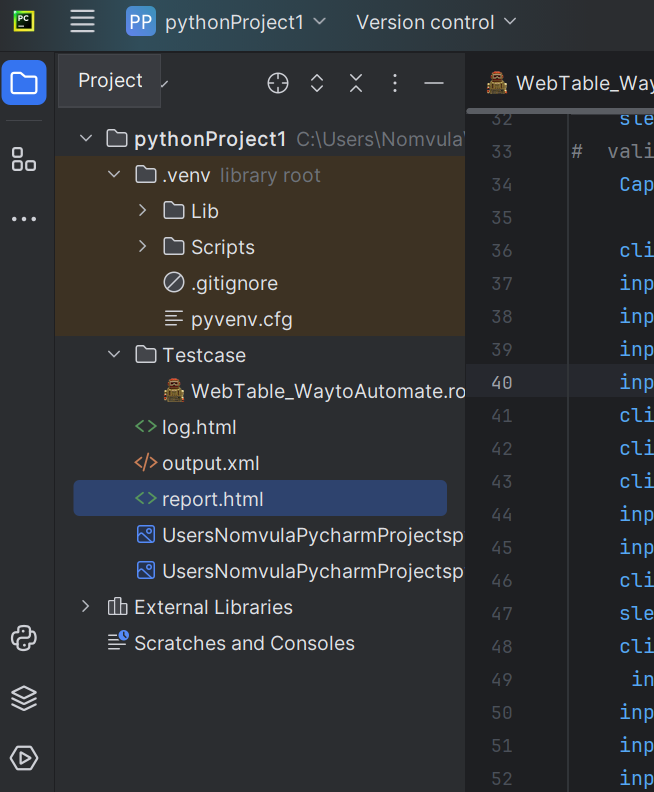 PC
PP pythonProject1 Version control
Project
WebTable_Way
pythonProject1 C:\Users\Nomvula\
.venv library root
Lib
Scripts
.gitignore
pyvenv.cfg
Testcase
WebTable_WaytoAutomate.ro
log.html
output.xml
report.html
UsersNomvulaPycharmProjectsp
UsersNomvulaPycharmProjectsp
External Libraries
Scratches and Consoles
32 sle
33 # vali
34 Cap
35
36 cli
37 inp
38 inp
39 inp
40 inp
41 cli
42 cli
43 cli
44 inp
45 inp
46 cli
47 sle
48 cli
49 in
50 inp
51 inp
52 inp